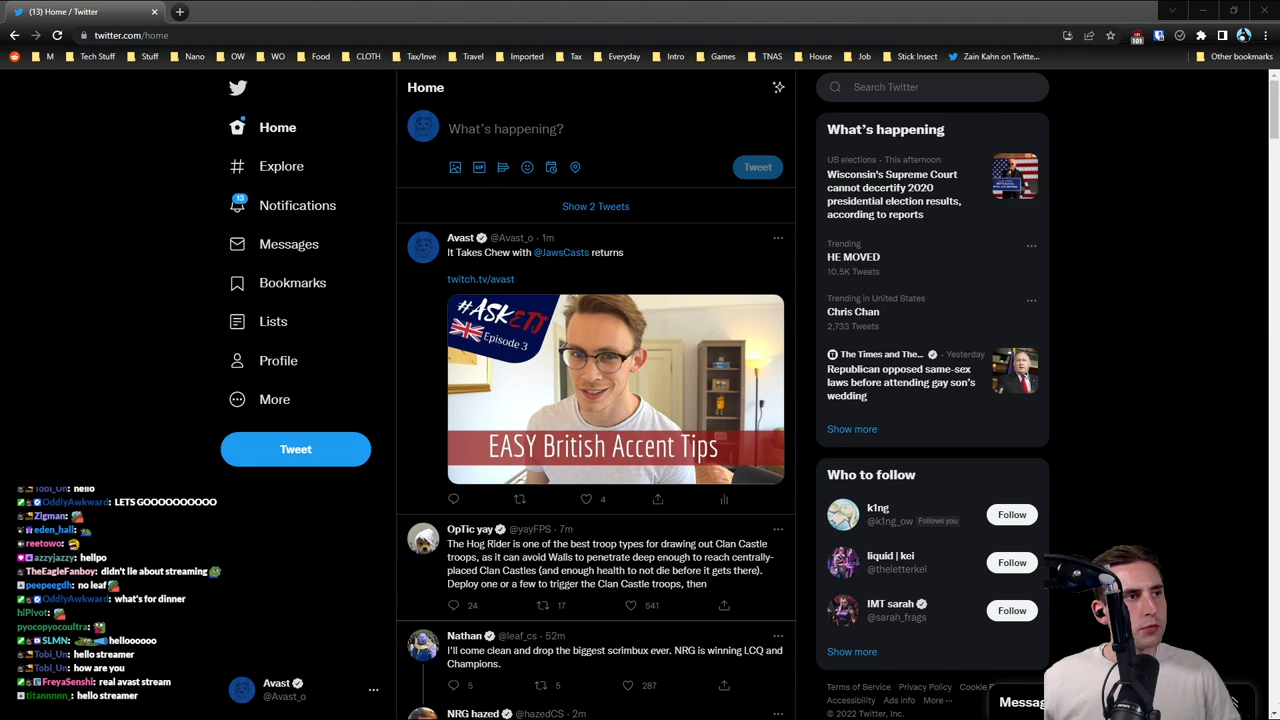 (13) Home / Twitter
twitter.com/home
101
M
Tech Stuff
Stuff
Nano
OW
WO
Food
CLOTH
Tax/Inve
Travel
Imported
Tax
Everyday
Intro
Games
TNAS
House
Job
Stick Insect
Zain Kahn on Twitte...
Other bookmarks
Home
Explore
13
Notifications
Messages
Bookmarks
Lists
Profile
More
Tweet
Tobi_Un: hello
OddlyAwkward: LETS GOOOOOOOOOO
Zigman:
eden_hall:
reetowo:
azzyjazzy: hellpo
TheEagleFanboy: didn't lie about streaming
peepeegdh: no leaf
OddlyAwkward: what's for dinner
hiPivot:
pyocopyocoultra:
SLMN: helloooooo
Tobi_Un: hello streamer
Tobi_Un: how are you
FreyaSenshi: real avast stream
titannnnn_: hello streamer
Avast
@Avast_o
Home
What's happening?
GIF
Tweet
Show 2 Tweets
Avast @Avast_o · 1m
It Takes Chew with @JawsCasts returns
twitch.tv/avast
#ASKETJ
Episode 3
EASY British Accent Tips
4
OpTic yay @yayFPS · 7m
The Hog Rider is one of the best troop types for drawing out Clan Castle
troops, as it can avoid Walls to penetrate deep enough to reach centrally-
placed Clan Castles (and enough health to not die before it gets there).
Deploy one or a few to trigger the Clan Castle troops, then
24 17 541
Nathan @leaf_cs · 52m
I'll come clean and drop the biggest scrimbux ever. NRG is winning LCQ and
Champions.
5 5 287
NRG hazed @hazedCS · 2m
Search Twitter
What's happening
US elections · This afternoon
Wisconsin's Supreme Court
cannot decertify 2020
presidential election results,
according to reports
Trending
HE MOVED
10.5K Tweets
Trending in United States
Chris Chan
2,733 Tweets
The Times and The... · Yesterday
Republican opposed same-sex
laws before attending gay son's
wedding
Show more
Who to follow
k1ng
@k1ng_ow Follows you
Follow
liquid | kei
@theletterkei
Follow
IMT sarah
@sarah_frags
Follow
Show more
Terms of Service Privacy Policy Cookie
Accessibility Ads info More ···
© 2022 Twitter, Inc.
Messa